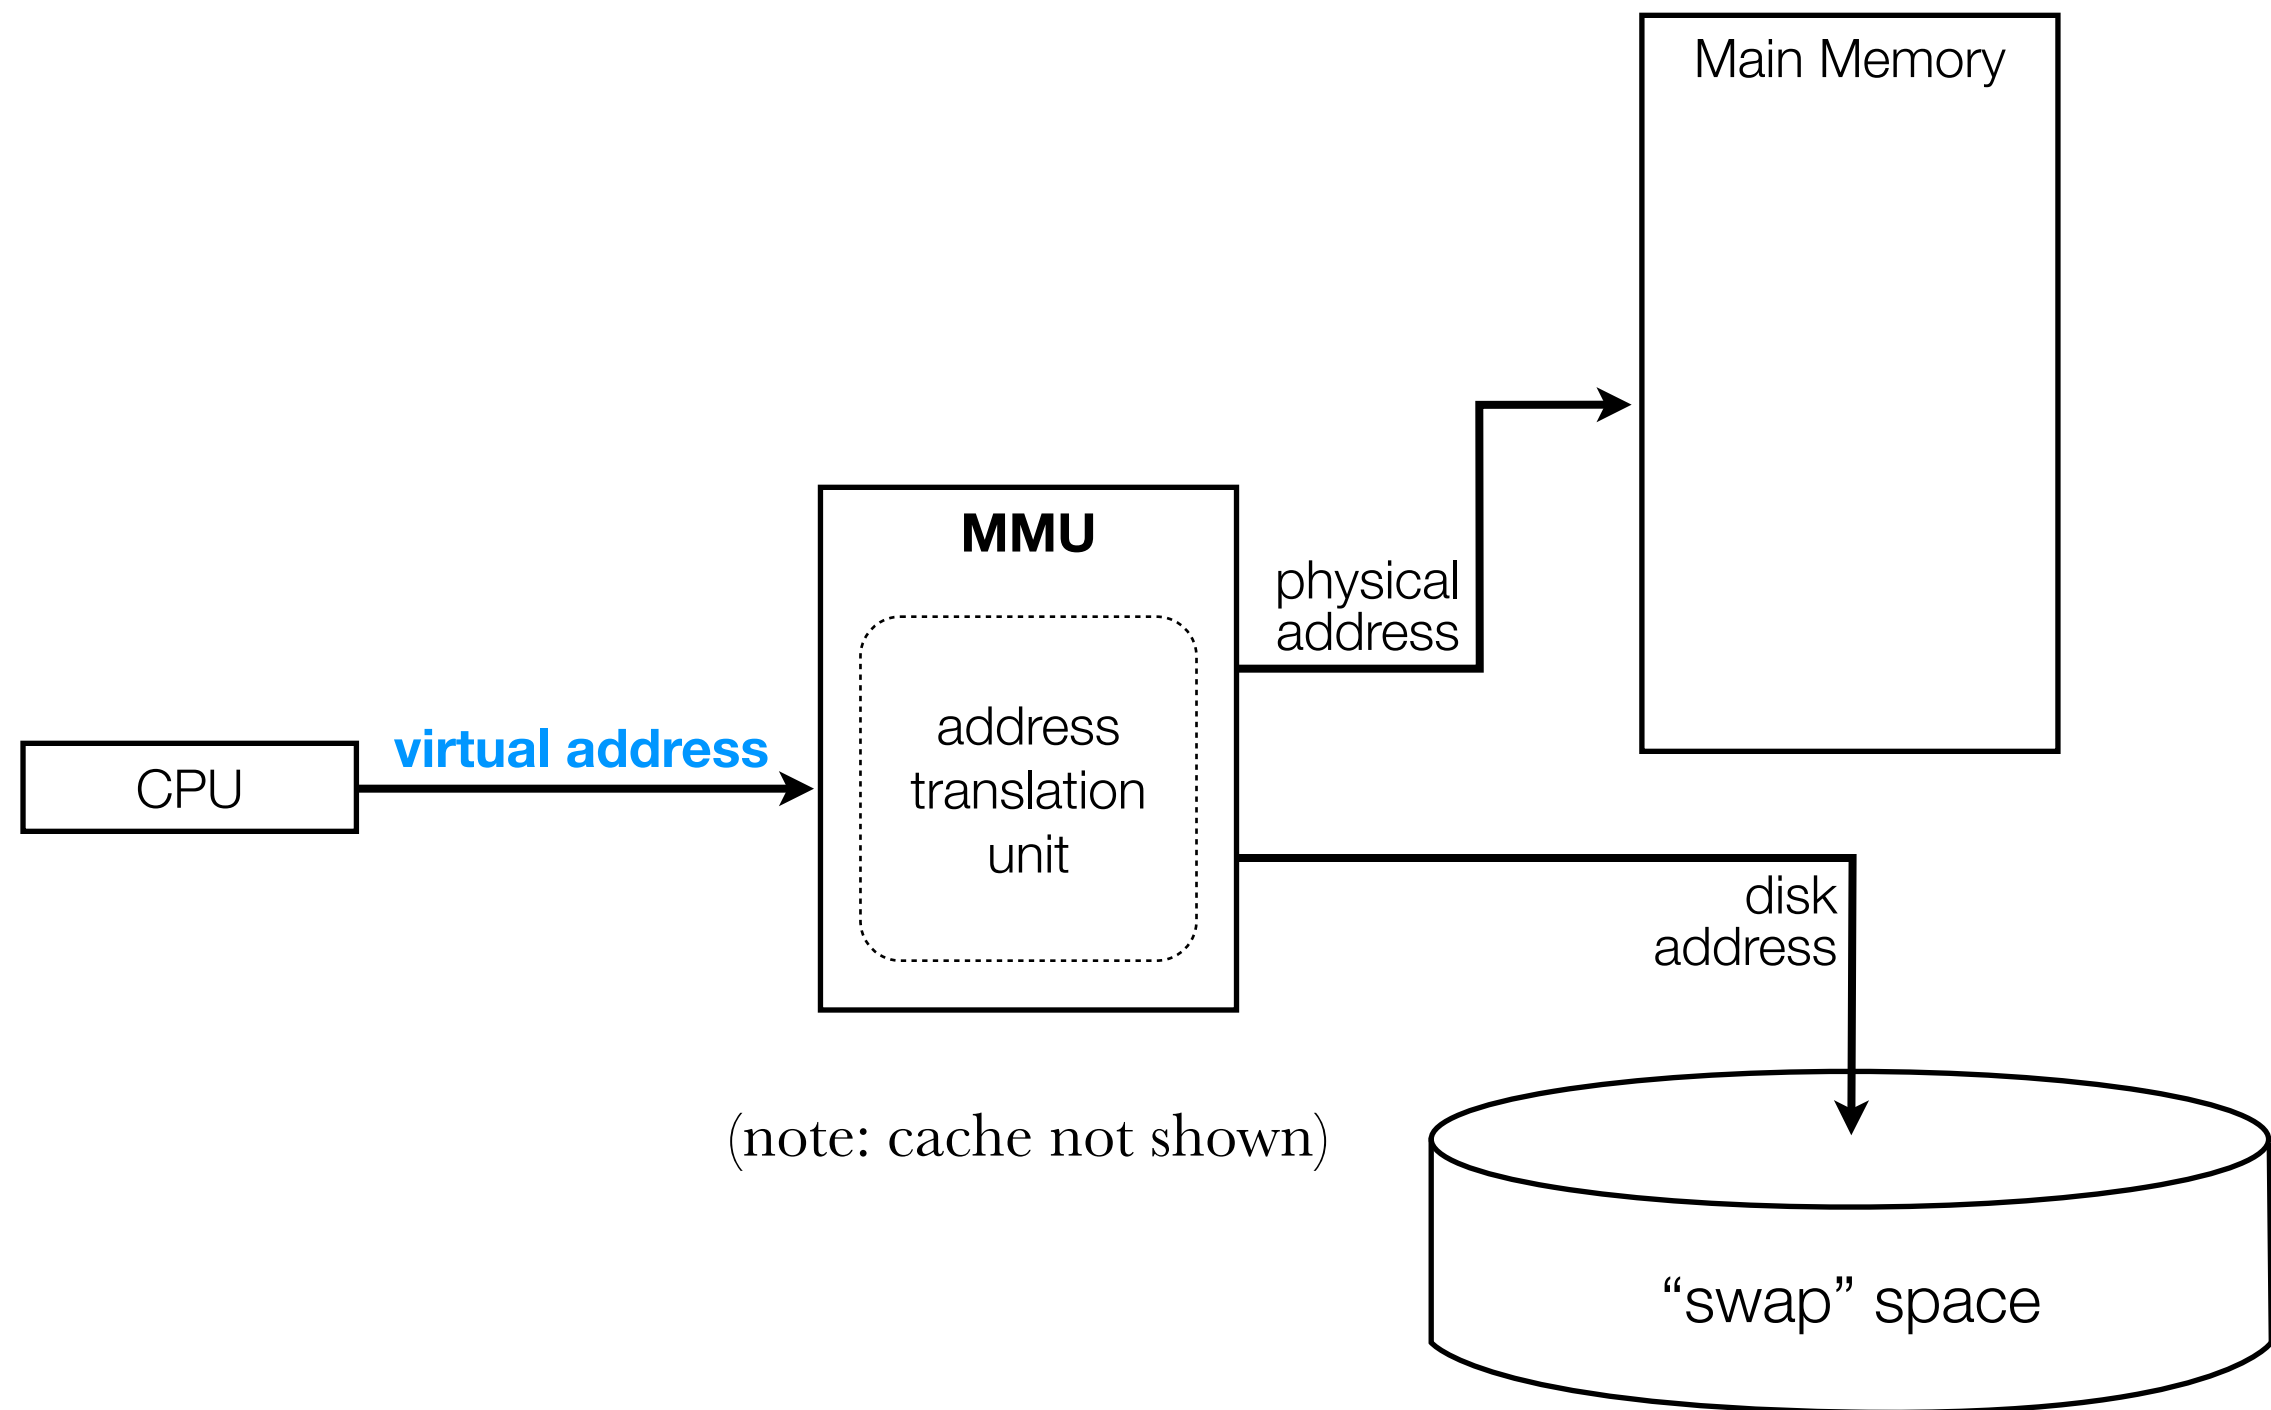 Main Memory
MMU
physical
address
address
translation
unit
virtual address
CPU
disk
address
(note: cache not shown)
“swap” space